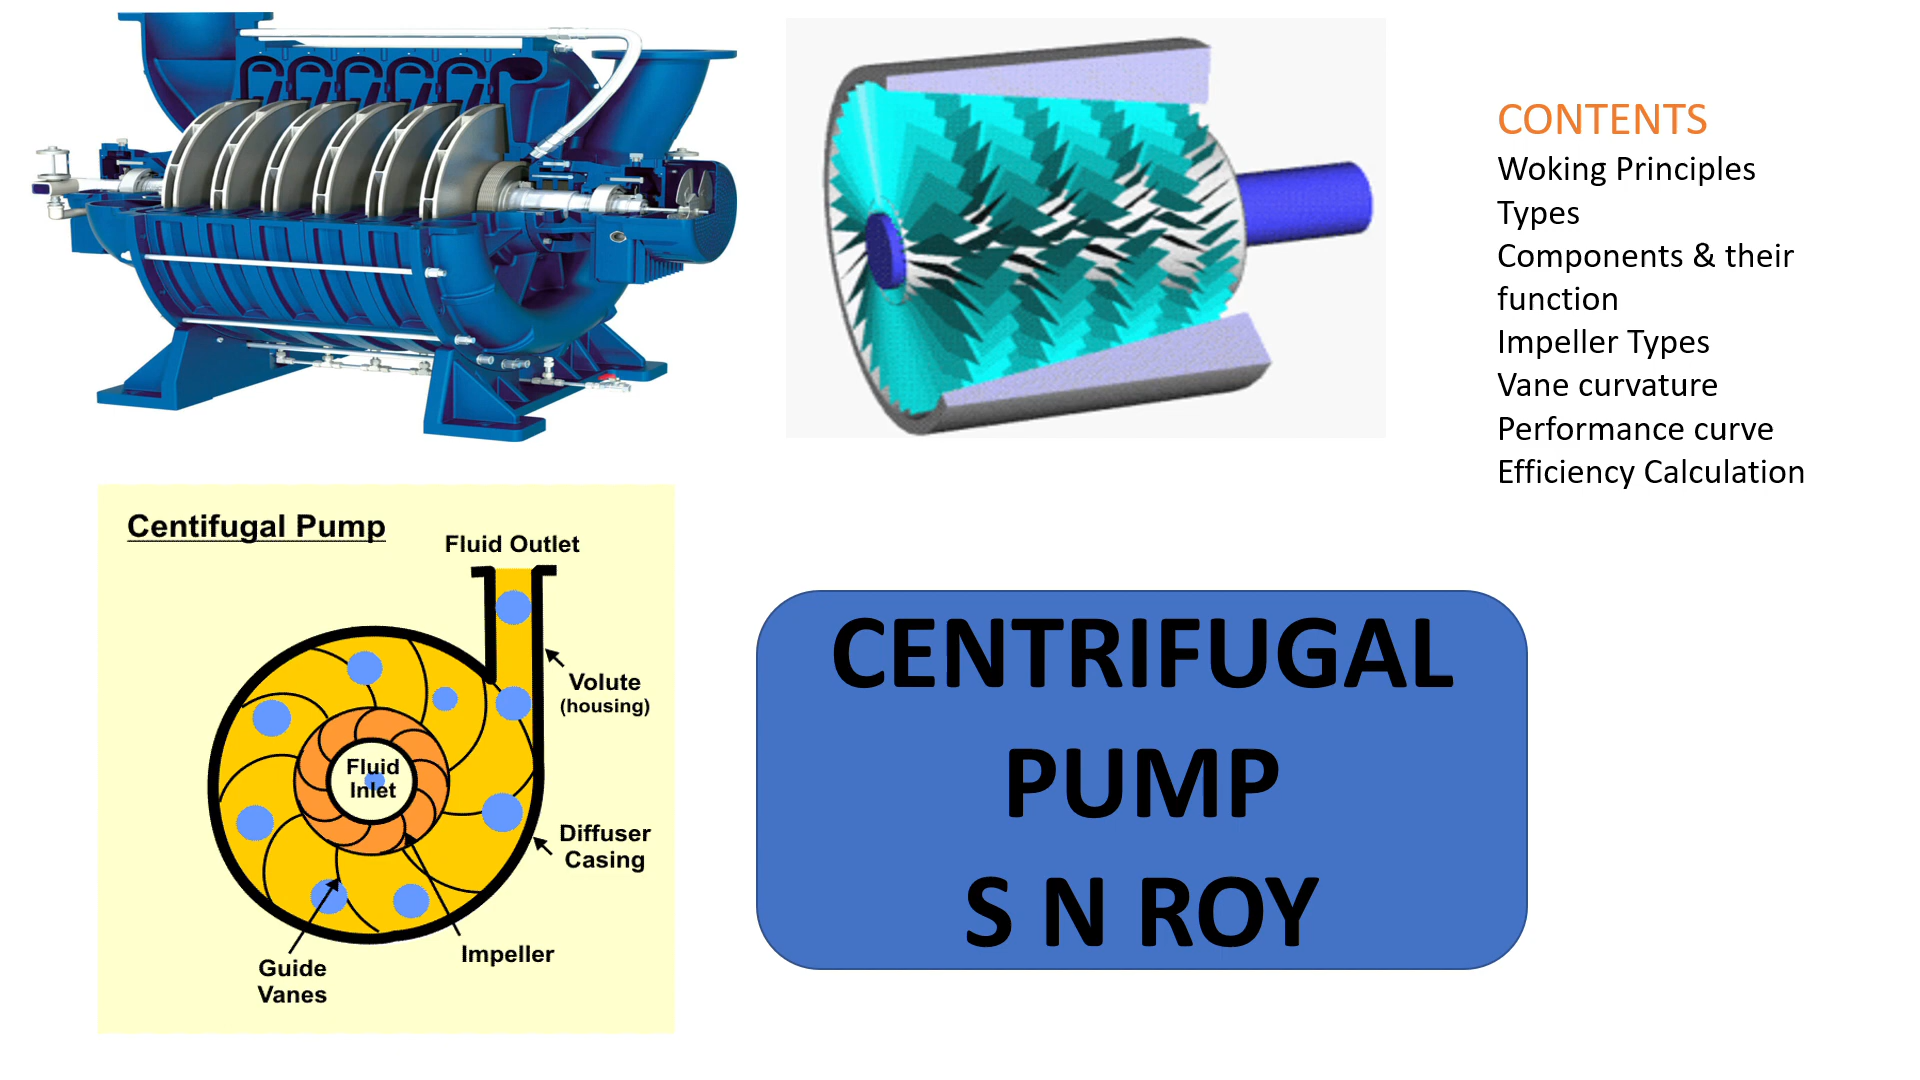 CONTENTS
Woking Principles
Types
Components & their
function
Impeller Types
Vane curvature
Performance curve
Efficiency Calculation
Centifugal Pump
Fluid Outlet
Volute
(housing)
Fluid
Inlet
Diffuser
Casing
Impeller
Guide
Vanes
CENTRIFUGAL
PUMP
S N ROY